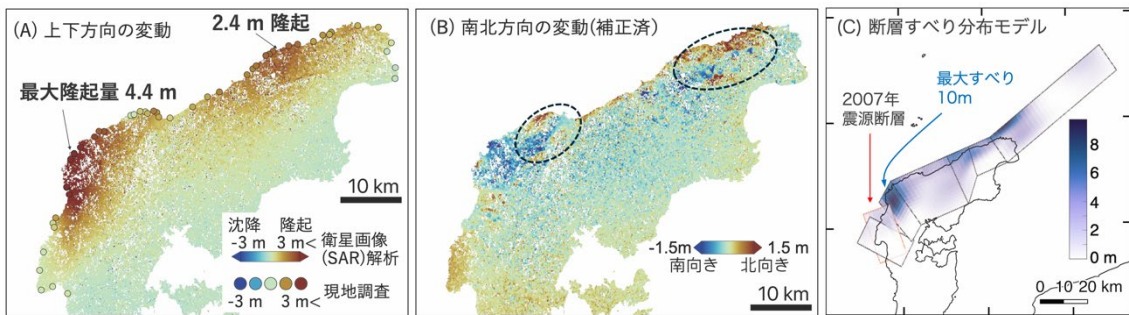 (A) 上下方向の変動
2.4 m 隆起
最大隆起量 4.4 m
10 km
沈降 隆起
-3 m 3 m<
衛星画像
(SAR)解析
現地調査
-3 m 3 m<
(B) 南北方向の変動(補正済)
-1.5m 1.5 m
南向き 北向き
10 km
(C) 断層すべり分布モデル
最大すべり
10m
2007年
震源断層
8
6
4
2
0 m
0 10 20 km